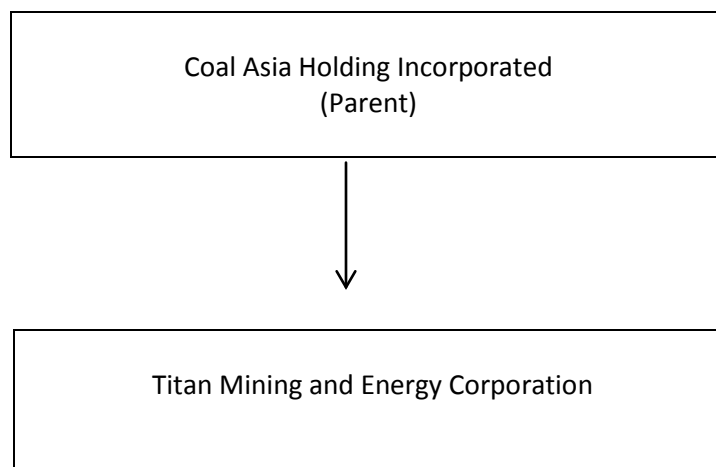 Coal Asia Holding Incorporated
(Parent)
Titan Mining and Energy Corporation